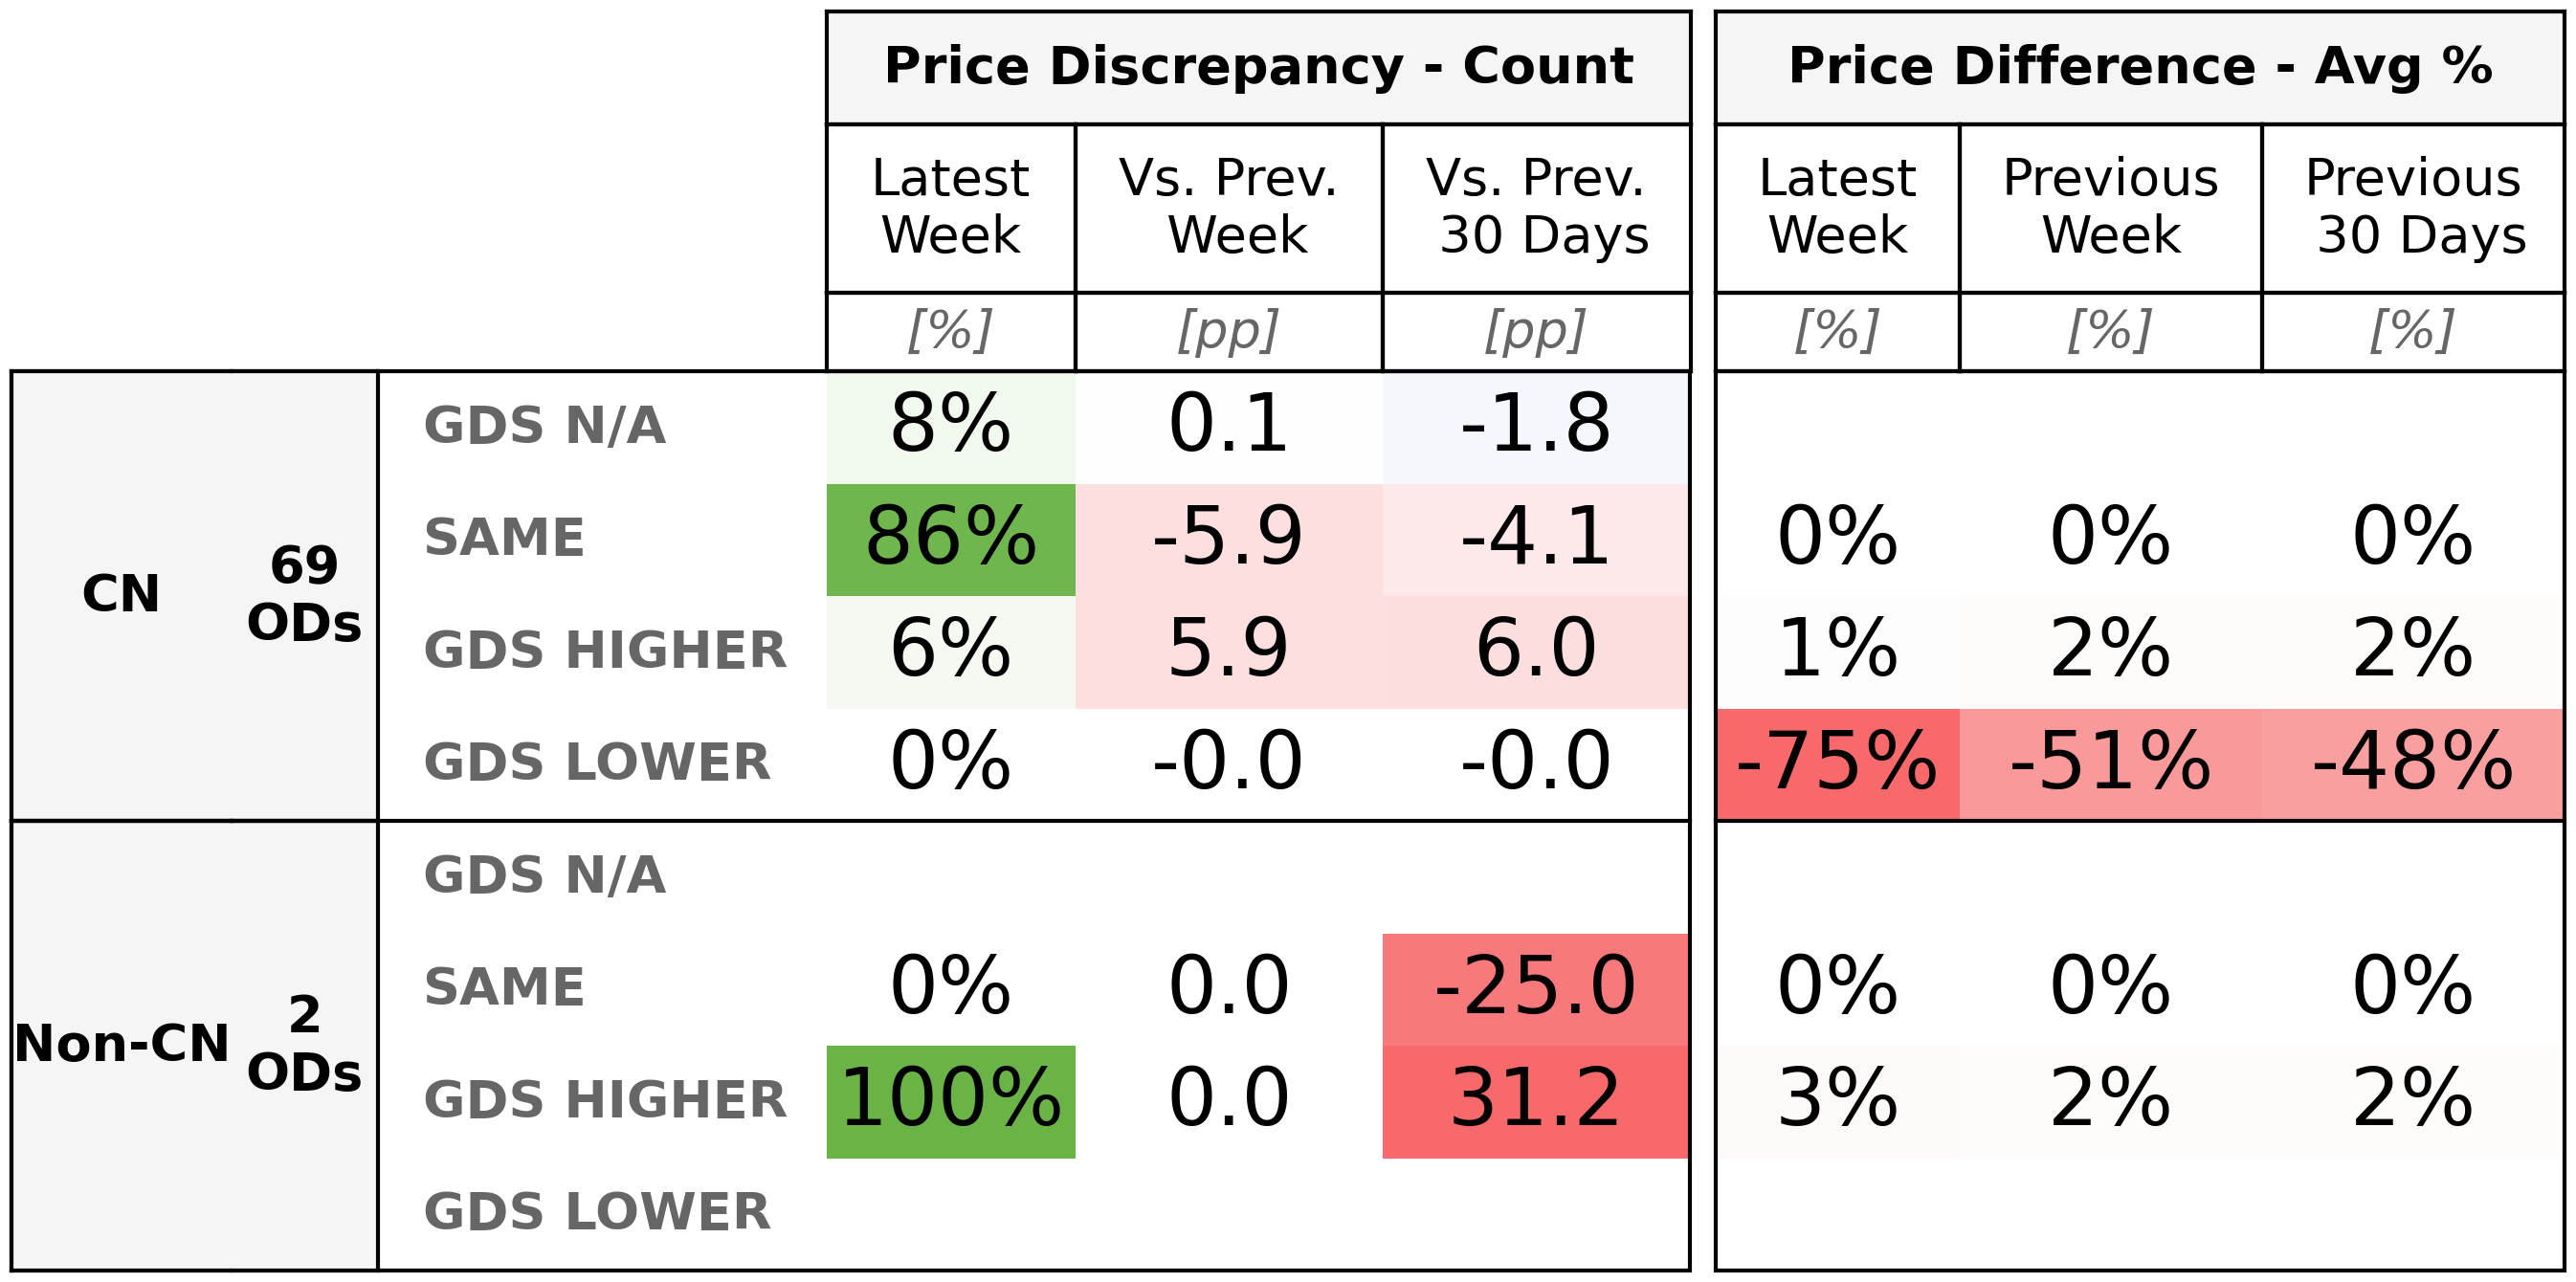 Price Discrepancy - Count Price Difference - Avg %
Latest Week Vs. Prev. Week Vs. Prev. 30 Days Latest Week Previous Week Previous 30 Days
[%] [pp] [pp] [%] [%] [%]
CN 69 ODs
GDS N/A 8% 0.1 -1.8
SAME 86% -5.9 -4.1 0% 0% 0%
GDS HIGHER 6% 5.9 6.0 1% 2% 2%
GDS LOWER 0% -0.0 -0.0 -75% -51% -48%
Non-CN 2 ODs
GDS N/A
SAME 0% 0.0 -25.0 0% 0% 0%
GDS HIGHER 100% 0.0 31.2 3% 2% 2%
GDS LOWER